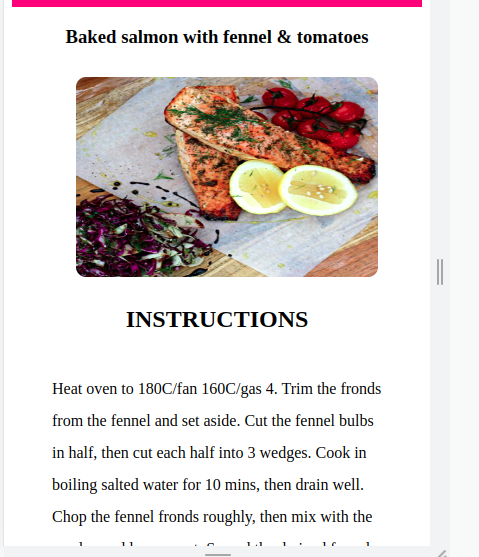 Baked salmon with fennel & tomatoes
INSTRUCTIONS
Heat oven to 180C/fan 160C/gas 4. Trim the fronds
from the fennel and set aside. Cut the fennel bulbs
in half, then cut each half into 3 wedges. Cook in
boiling salted water for 10 mins, then drain well.
Chop the fennel fronds roughly, then mix with the